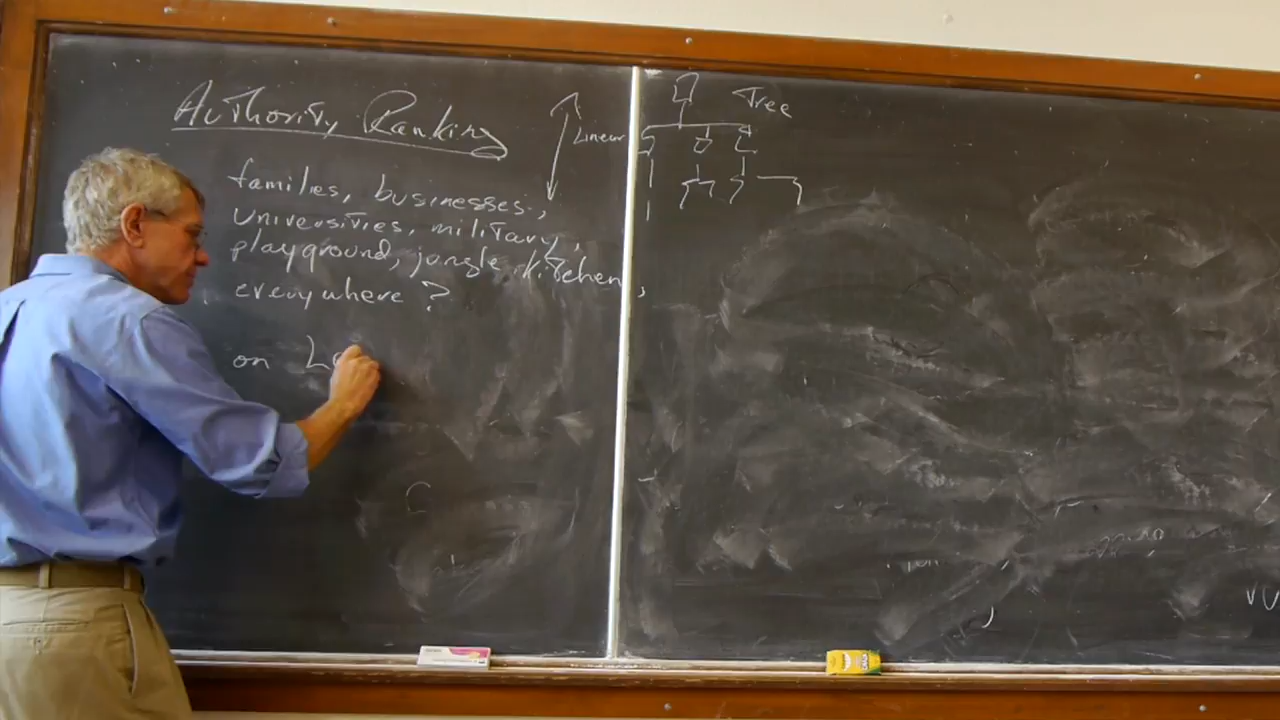 Authority Ranking
families, businesses,
universities, military,
playground, jungle, kitchen,
everywhere?
on
Linear
Tree